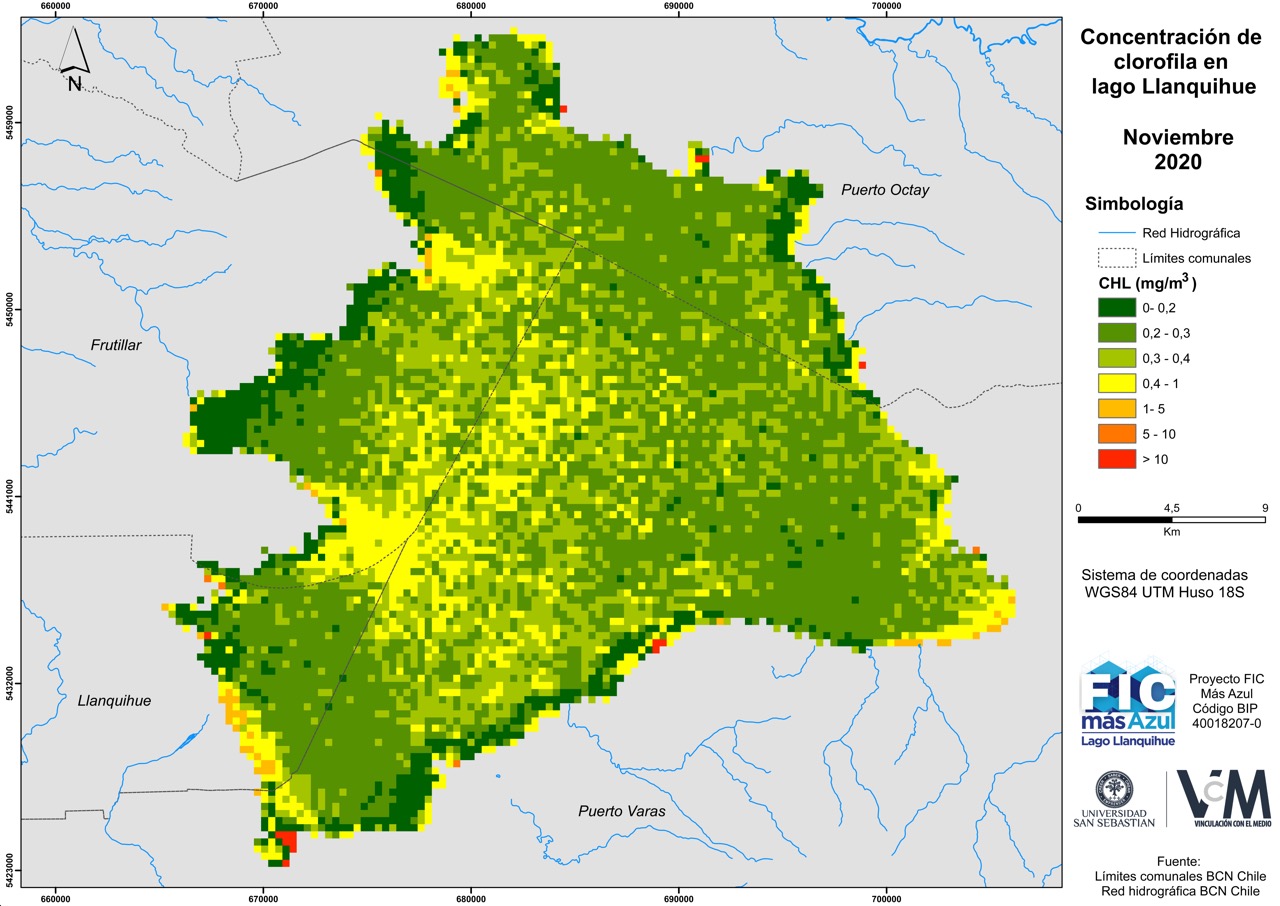 660000
670000
680000
690000
700000
5459000
5450000
5441000
5432000
5423000
N
Puerto Octay
Frutillar
Llanquihue
Puerto Varas
660000
670000
680000
690000
700000
Concentración de
clorofila en
lago Llanquihue
Noviembre
2020
Simbología
Red Hidrográfica
Límites comunales
CHL (mg/m³ )
0- 0,2
0,2 - 0,3
0,3 - 0,4
0,4 - 1
1- 5
5 - 10
> 10
0 4,5 9
Km
Sistema de coordenadas
WGS84 UTM Huso 18S
FIC
másAzul
Lago Llanquihue
Proyecto FIC
Más Azul
Código BIP
40018207-0
UNIVERSIDAD
SAN SEBASTIAN
VcM
VINCULACIÓN CON EL MEDIO
Fuente:
Límites comunales BCN Chile
Red hidrográfica BCN Chile